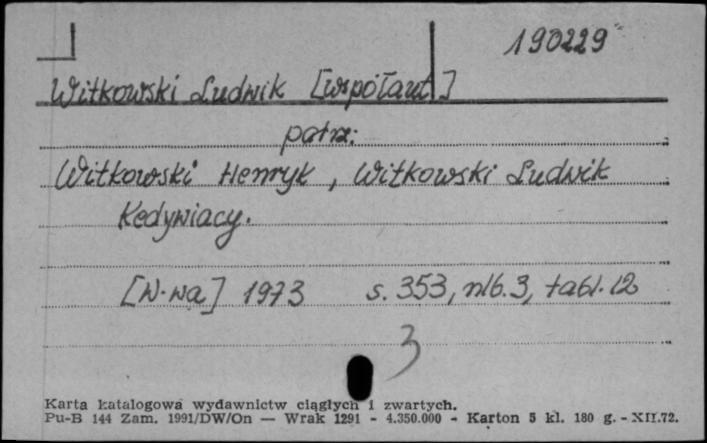 190229
Witkowski Ludwik [współaut]
patrz:
Witkowski Henryk, Witkowski Ludwik
Kedywiacy.
[W-wa] 1973 s. 353, nlb. 3, tabl. 12
3
Karta katalogowa wydawnictw ciągłych i zwartych.
Pu-B 144 Zam. 1991/DW/On — Wrak 1291 - 4.350.000 - Karton 5 kl. 180 g. - XII.72.